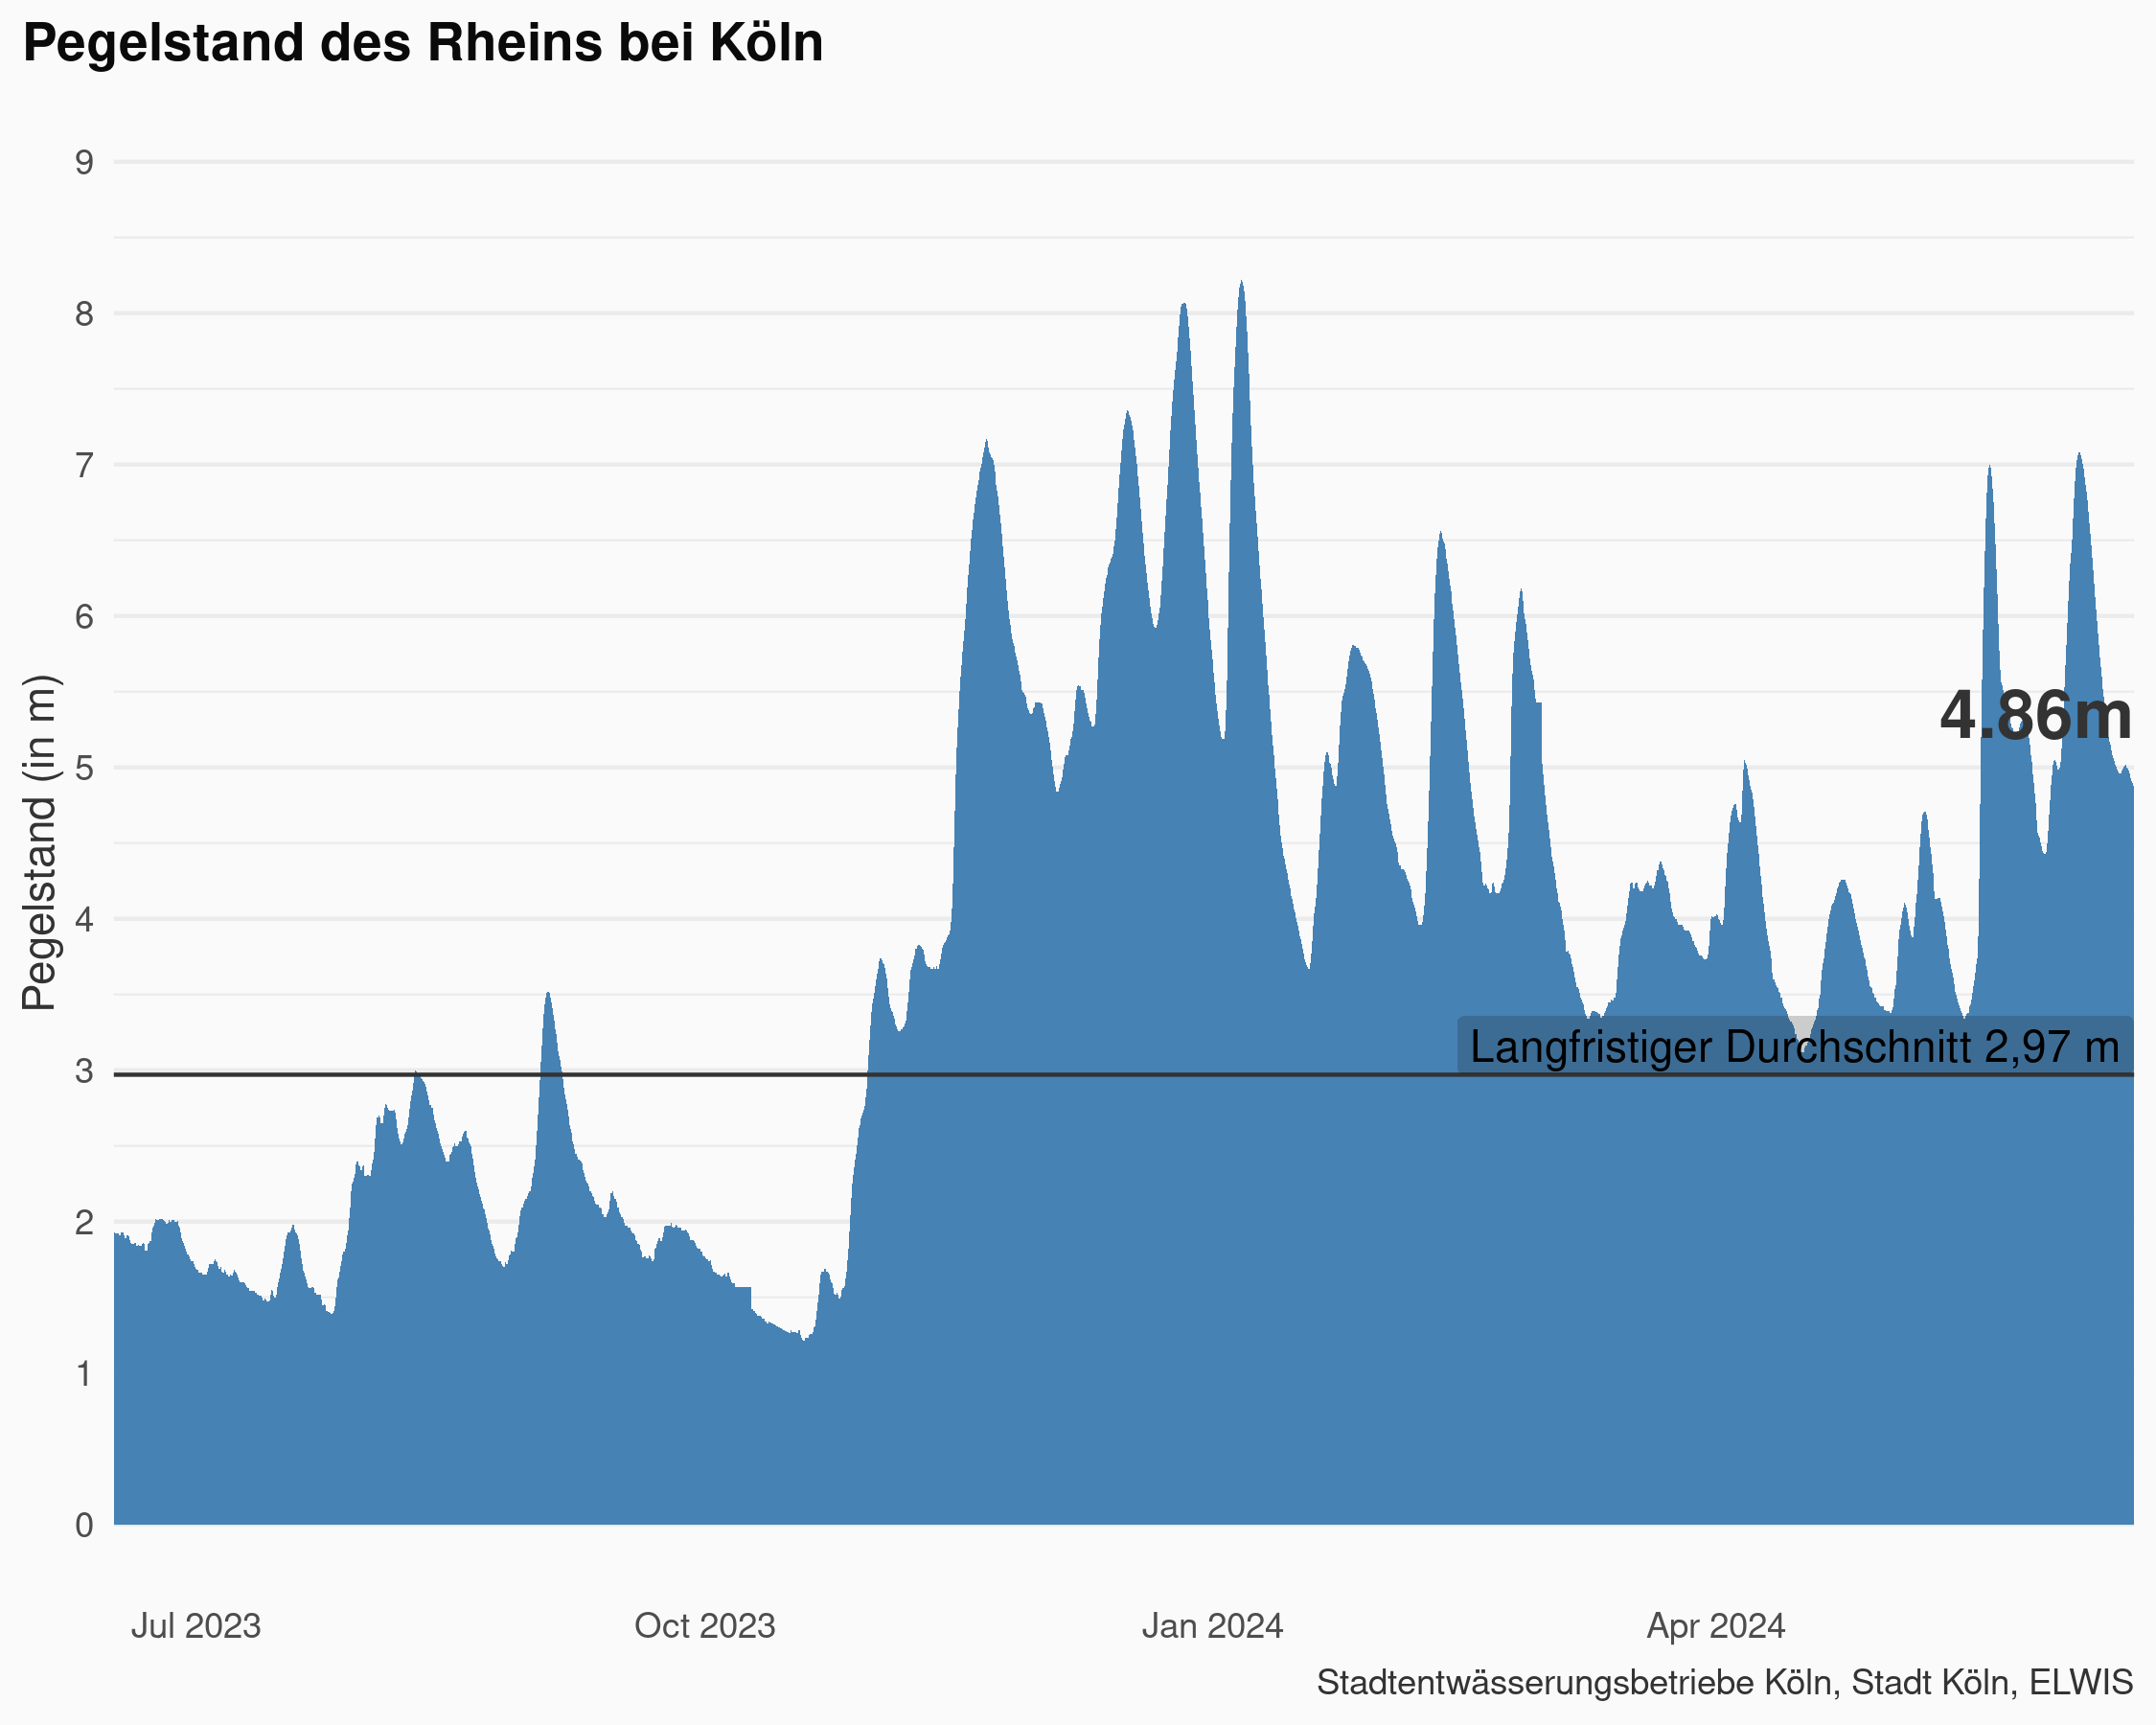 Pegelstand des Rheins bei Köln
Pegelstand (in m)
9
8
7
6
5
4
3
2
1
0
4.86m
Langfristiger Durchschnitt 2,97 m
Jul 2023
Oct 2023
Jan 2024
Apr 2024
Stadtentwässerungsbetriebe Köln, Stadt Köln, ELWIS